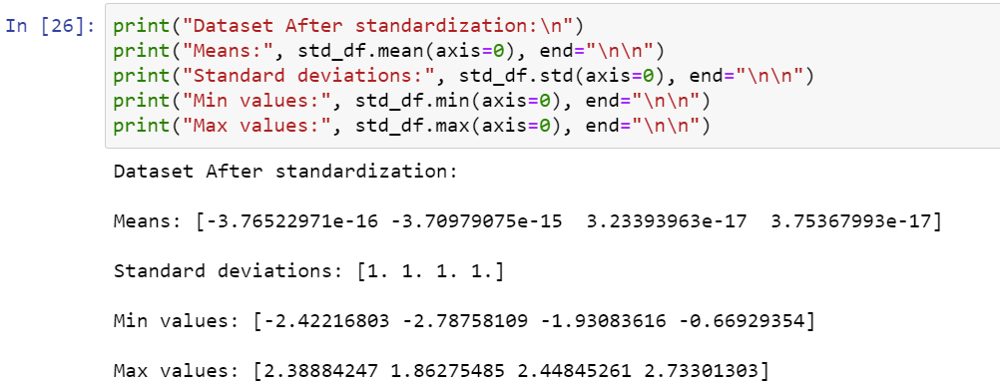 In [26]: print("Dataset After standardization:\n")
print("Means:", std_df.mean(axis=0), end="\n\n")
print("Standard deviations:", std_df.std(axis=0), end="\n\n")
print("Min values:", std_df.min(axis=0), end="\n\n")
print("Max values:", std_df.max(axis=0), end="\n\n")
Dataset After standardization:
Means: [-3.76522971e-16 -3.70979075e-15  3.23393963e-17  3.75367993e-17]
Standard deviations: [1. 1. 1. 1.]
Min values: [-2.42216803 -2.78758109 -1.93083616 -0.66929354]
Max values: [2.38884247 1.86275485 2.44845261 2.73301303]